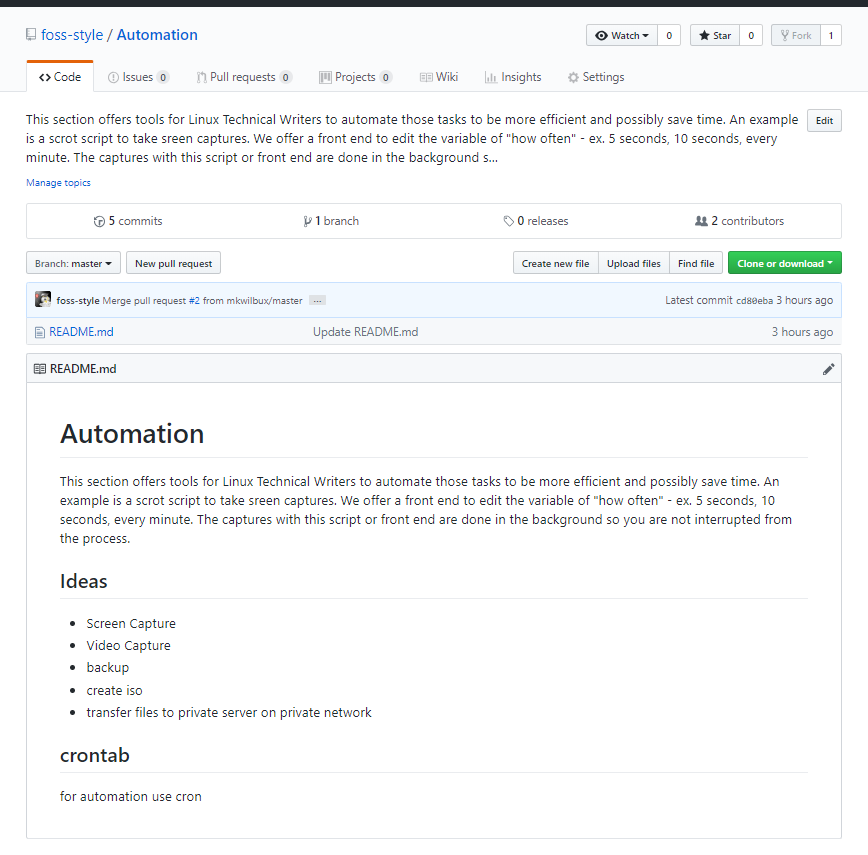 foss-style / Automation
Watch 0 Star 0 Fork 1
Code Issues 0 Pull requests 0 Projects 0 Wiki Insights Settings
This section offers tools for Linux Technical Writers to automate those tasks to be more efficient and possibly save time. An example
is a scrot script to take sreen captures. We offer a front end to edit the variable of "how often" - ex. 5 seconds, 10 seconds, every
minute. The captures with this script or front end are done in the background s...
Edit
Manage topics
5 commits 1 branch 0 releases 2 contributors
Branch: master New pull request Create new file Upload files Find file Clone or download
foss-style Merge pull request #2 from mkwilbux/master ... Latest commit cd80eba 3 hours ago
README.md Update README.md 3 hours ago
README.md
Automation
This section offers tools for Linux Technical Writers to automate those tasks to be more efficient and possibly save time. An
example is a scrot script to take sreen captures. We offer a front end to edit the variable of "how often" - ex. 5 seconds, 10
seconds, every minute. The captures with this script or front end are done in the background so you are not interrupted from
the process.
Ideas
• Screen Capture
• Video Capture
• backup
• create iso
• transfer files to private server on private network
crontab
for automation use cron